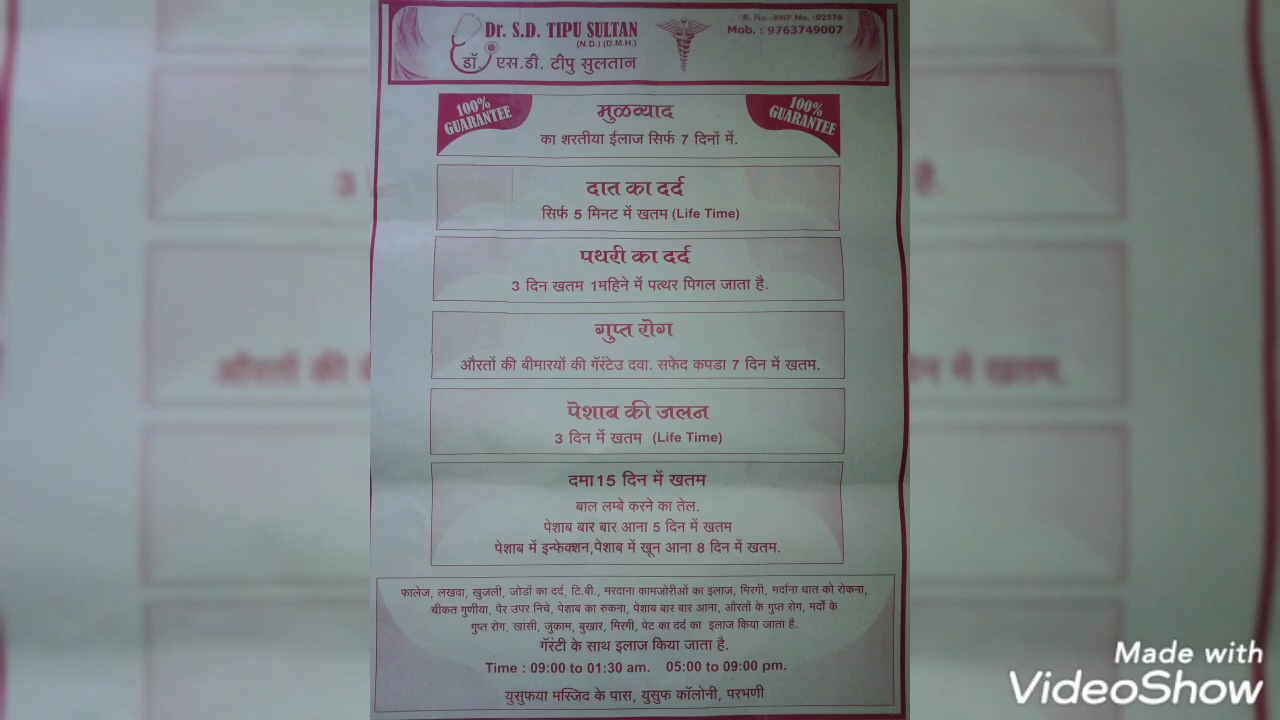 Dr. S.D. TIPU SULTAN
(N.D.) (D.M.H.)
डॉ. एस.डी. टीपु सुलतान
R. No.-RNP No. :02576
Mob. : 9763749007
100%
GUARANTEE
100%
GUARANTEE
मुळव्याद
का शरतीया ईलाज सिर्फ 7 दिनों में.
दात का दर्द
सिर्फ 5 मिनट में खतम (Life Time)
पथरी का दर्द
3 दिन खतम 1महिने में पत्थर पिगल जाता है.
गुप्त रोग
औरतों की बीमारयों की गॅरंटेउ दवा. सफेद कपडा 7 दिन में खतम.
पेशाब की जलन
3 दिन में खतम (Life Time)
दमा15 दिन में खतम
बाल लम्बे करने का तेल.
पेशाब बार बार आना 5 दिन में खतम
पेशाब में इन्फेक्शन,पेशाब में खून आना 8 दिन में खतम.
फालेज, लखवा, खुजली, जोडों का दर्द, टि.बी., मरदाना कामजोरीओं का इलाज, मिरगी, मर्दाना धात को रोकना,
चीकत गुणीया, पैर उपर निचे, पेशाब का रुकना, पेशाब बार बार आना, औरतों के गुप्त रोग, मर्दों के
गुप्त रोग, खांसी, जुकाम, बुखार, मिरगी, पेट का दर्द का इलाज किया जाता है.
गॅरंटी के साथ इलाज किया जाता है.
Time : 09:00 to 01:30 am. 05:00 to 09:00 pm.
युसुफया मस्जिद के पास, युसुफ कॉलोनी, परभणी
Made with
VideoShow